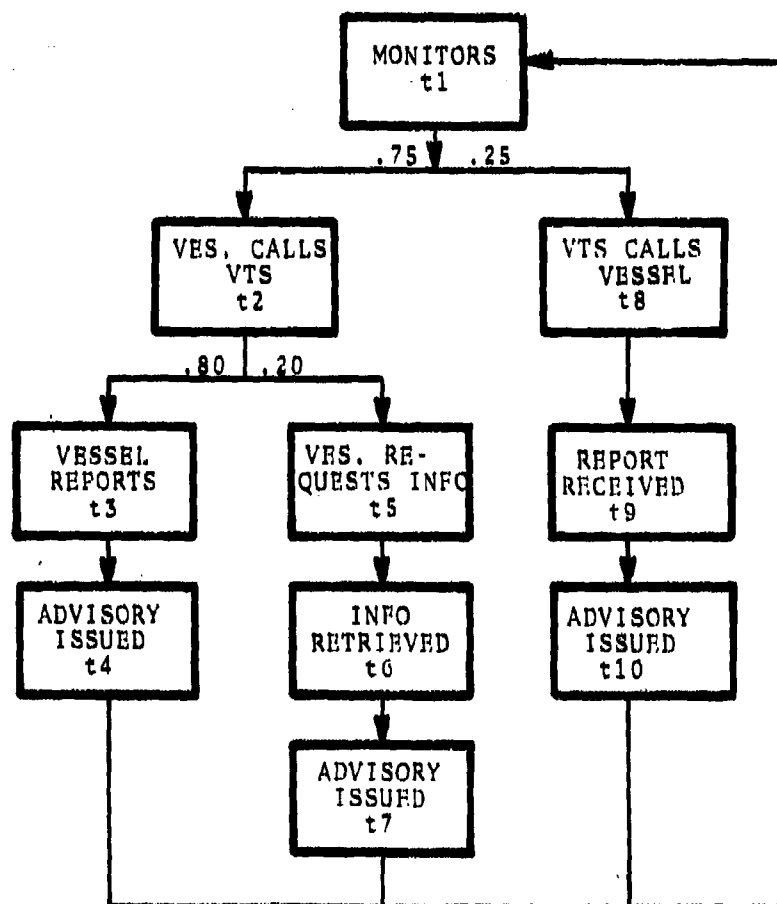 MONITORS
t1
.75 .25
VES. CALLS
VTS
t2
VTS CALLS
VESSEL
t8
.80 .20
VESSEL
REPORTS
t3
VES. RE-
QUESTS INFO
t5
REPORT
RECEIVED
t9
ADVISORY
ISSUED
t4
INFO
RETRIEVED
t6
ADVISORY
ISSUED
t10
ADVISORY
ISSUED
t7